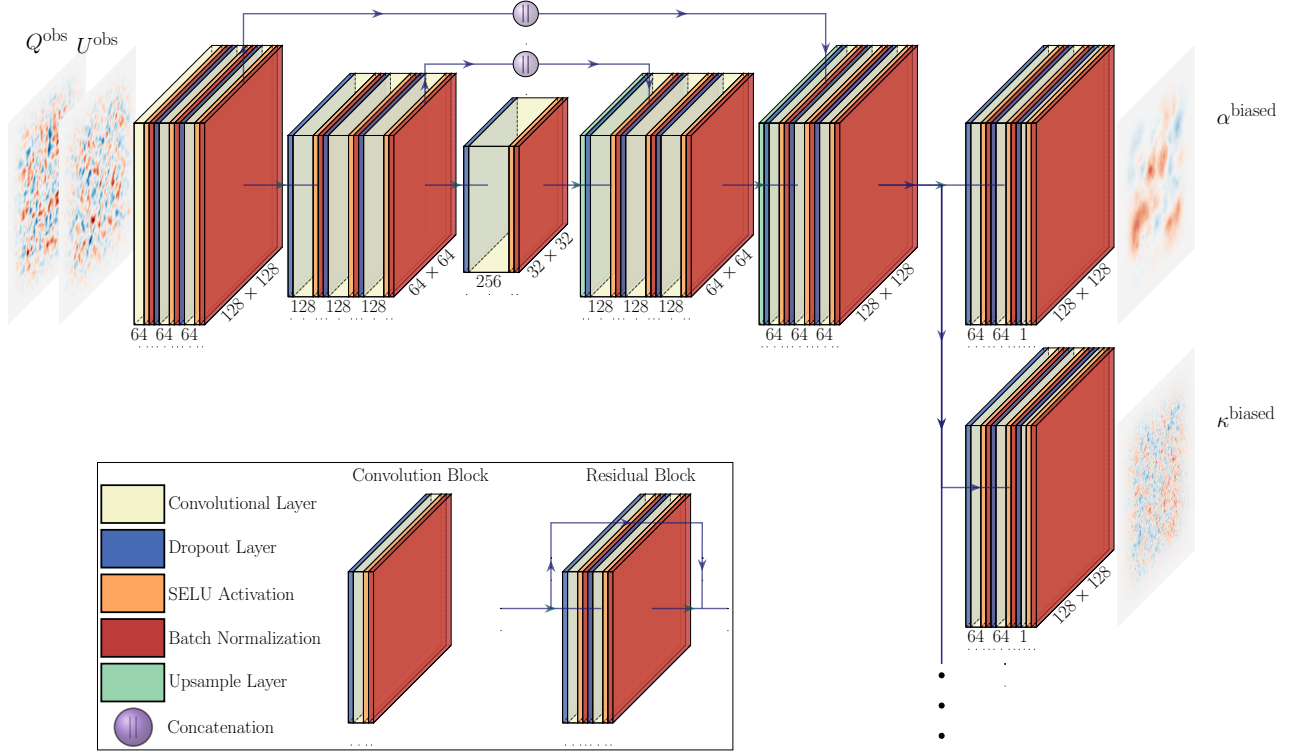 Q^obs U^obs
||
||
α^biased
64 64 64
128 × 128
128 128 128
64 × 64
256
32 × 32
128 128 128
64 × 64
64 64 64
128 × 128
64 64 1
128 × 128
κ^biased
64 64 1
128 × 128
Convolution Block
Residual Block
Convolutional Layer
Dropout Layer
SELU Activation
Batch Normalization
Upsample Layer
|| Concatenation